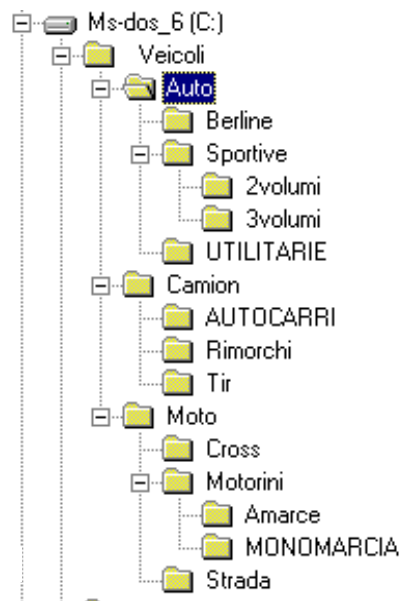 Ms-dos_6 (C:)
Veicoli
Auto
Berline
Sportive
2volumi
3volumi
UTILITARIE
Camion
AUTOCARRI
Rimorchi
Tir
Moto
Cross
Motorini
Amarce
MONOMARCIA
Strada